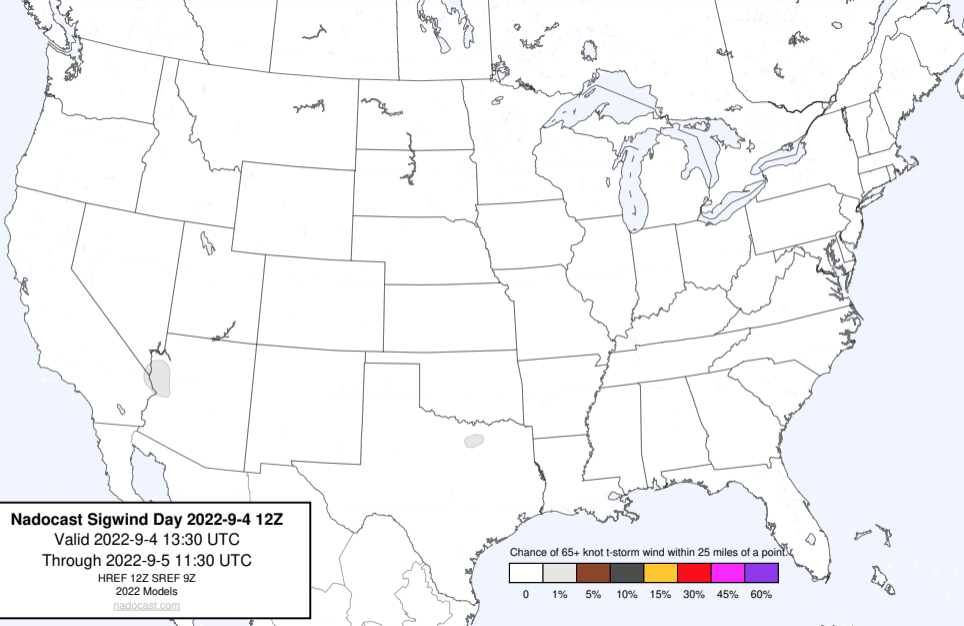 Nadocast Sigwind Day 2022-9-4 12Z
Valid 2022-9-4 13:30 UTC
Through 2022-9-5 11:30 UTC
HREF 12Z SREF 9Z
2022 Models
nadocast.com
Chance of 65+ knot t-storm wind within 25 miles of a point.
0 1% 5% 10% 15% 30% 45% 60%